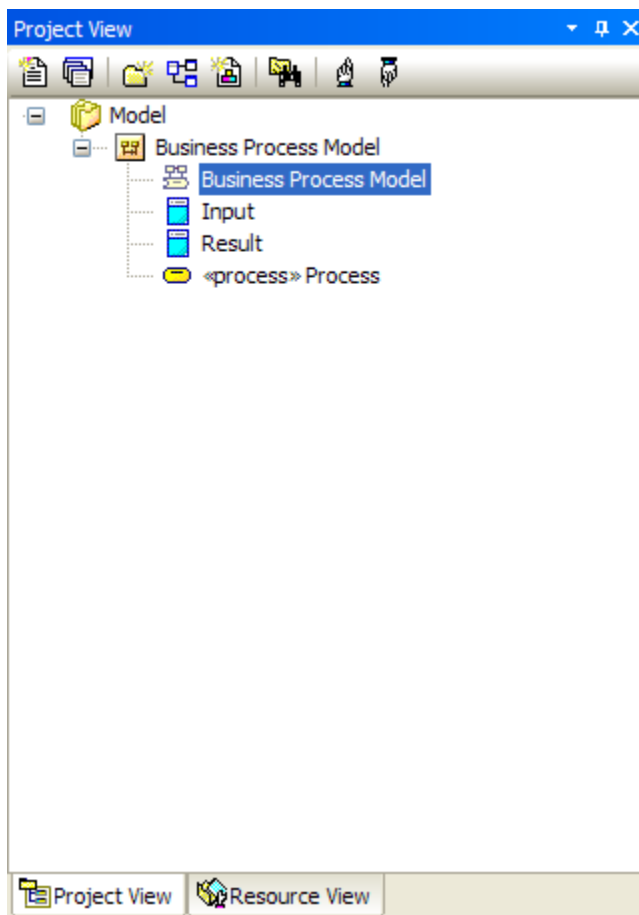 Project View
Model
Business Process Model
Business Process Model
Input
Result
«process» Process
Project View
Resource View